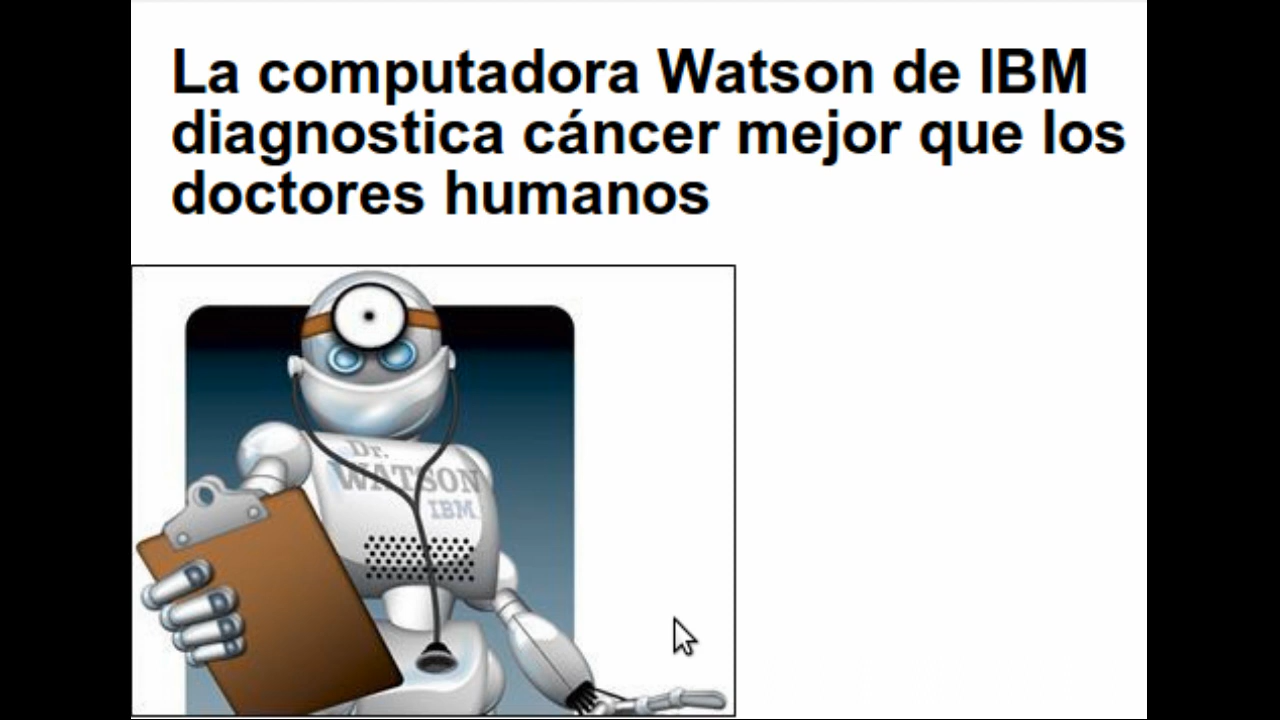 La computadora Watson de IBM
diagnostica cáncer mejor que los
doctores humanos
Dr.
WATSON
IBM